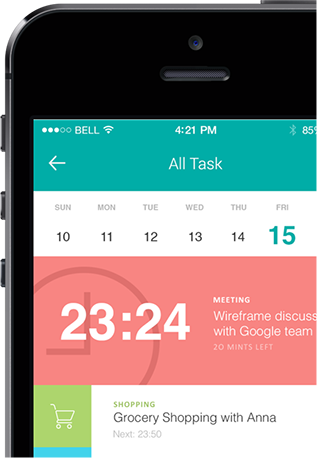 BELL 4:21 PM 85%
All Task
SUN MON TUE WED THU FRI
10 11 12 13 14 15
MEETING
23:24
Wireframe discuss
with Google team
20 MINTS LEFT
SHOPPING
Grocery Shopping with Anna
Next: 23:50